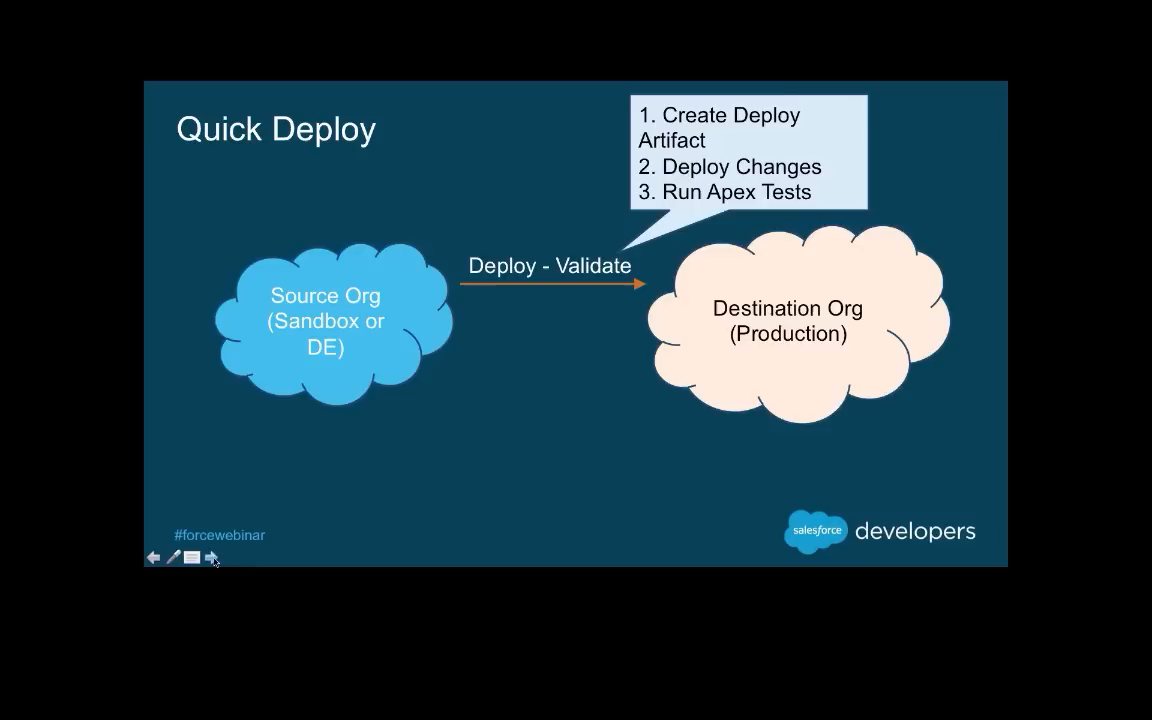 Quick Deploy
1. Create Deploy
Artifact
2. Deploy Changes
3. Run Apex Tests
Deploy - Validate
Source Org
(Sandbox or
DE)
Destination Org
(Production)
#forcewebinar
salesforce developers